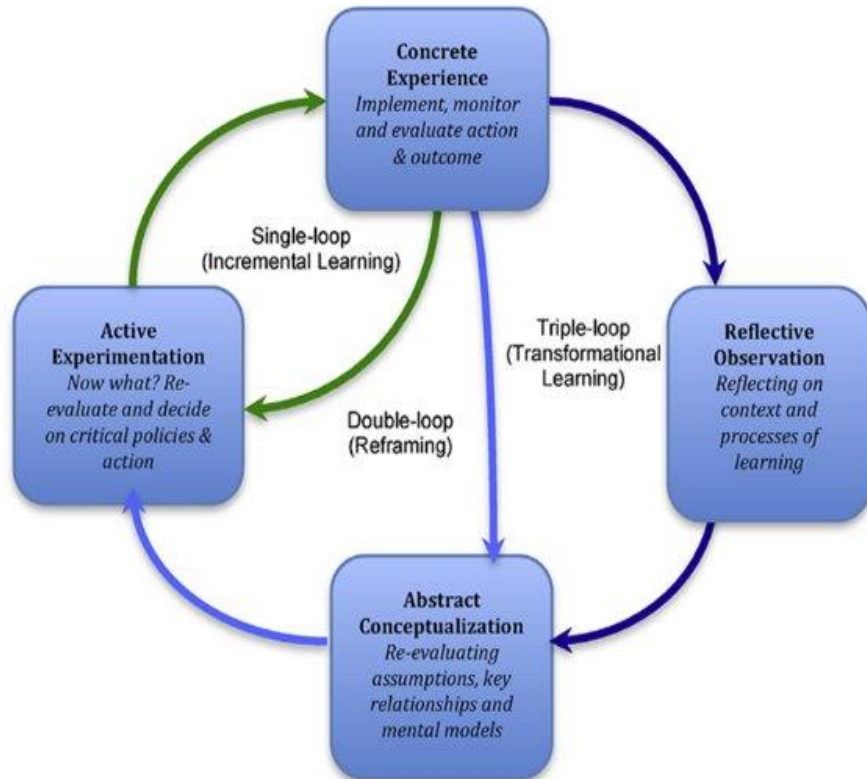 Concrete
Experience
Implement, monitor
and evaluate action
& outcome
Single-loop
(Incremental Learning)
Active
Experimentation
Now what? Re-
evaluate and decide
on critical policies &
action
Triple-loop
(Transformational
Learning)
Reflective
Observation
Reflecting on
context and
processes of
learning
Double-loop
(Reframing)
Abstract
Conceptualization
Re-evaluating
assumptions, key
relationships and
mental models